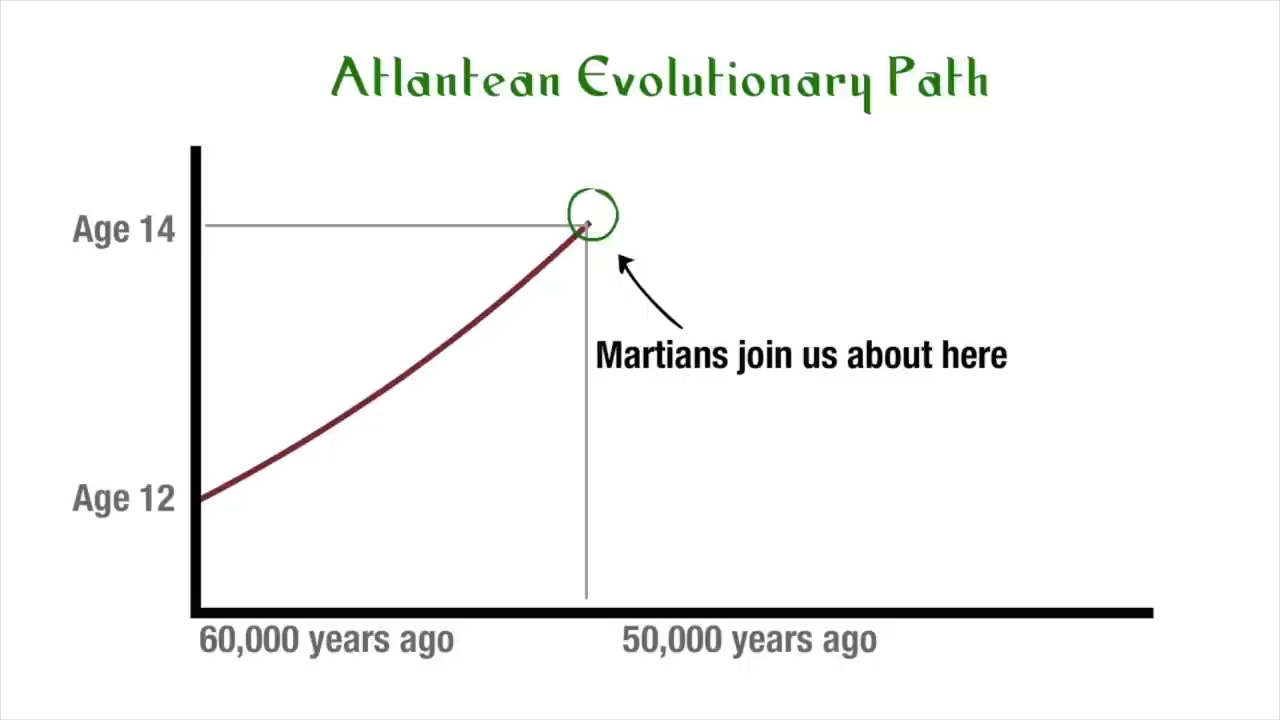 Atlantean Evolutionary Path
Age 14
Martians join us about here
Age 12
60,000 years ago
50,000 years ago